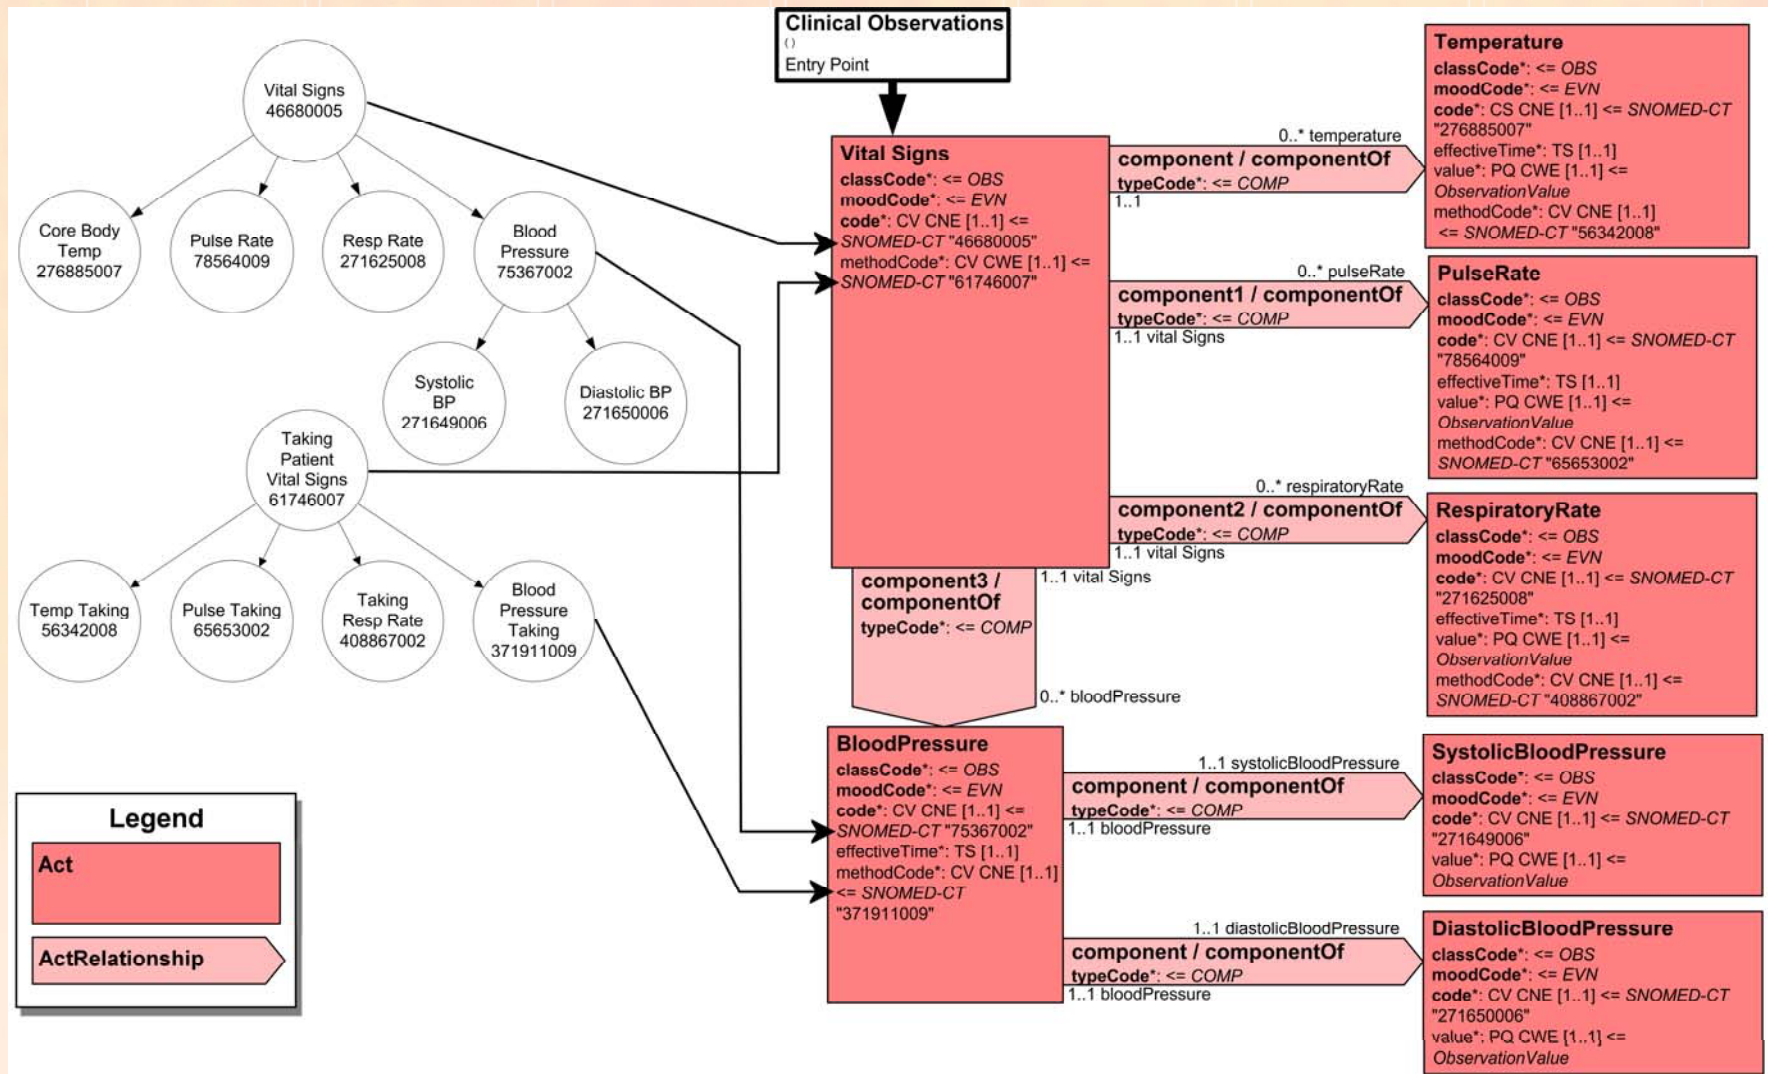 Clinical Observations
( )
Entry Point
Vital Signs
46680005
Core Body
Temp
276885007
Pulse Rate
78564009
Resp Rate
271625008
Blood
Pressure
75367002
Systolic
BP
271649006
Diastolic BP
271650006
Taking
Patient
Vital Signs
61746007
Temp Taking
56342008
Pulse Taking
65653002
Taking
Resp Rate
408867002
Blood
Pressure
Taking
371911009
Legend
Act
ActRelationship
Vital Signs
classCode*: <= OBS
moodCode*: <= EVN
code*: CV CNE [1..1] <=
SNOMED-CT "46680005"
methodCode*: CV CWE [1..1] <=
SNOMED-CT "61746007"
0..* temperature
component / componentOf
typeCode*: <= COMP
1..1
0..* pulseRate
component1 / componentOf
typeCode*: <= COMP
1..1 vital Signs
0..* respiratoryRate
component2 / componentOf
typeCode*: <= COMP
1..1 vital Signs
component3 /
componentOf
typeCode*: <= COMP
1..1 vital Signs
0..* bloodPressure
BloodPressure
classCode*: <= OBS
moodCode*: <= EVN
code*: CV CNE [1..1] <=
SNOMED-CT "75367002"
effectiveTime*: TS [1..1]
methodCode*: CV CNE [1..1]
<= SNOMED-CT
"371911009"
1..1 systolicBloodPressure
component / componentOf
typeCode*: <= COMP
1..1 bloodPressure
1..1 diastolicBloodPressure
component / componentOf
typeCode*: <= COMP
1..1 bloodPressure
Temperature
classCode*: <= OBS
moodCode*: <= EVN
code*: CS CNE [1..1] <= SNOMED-CT
"276885007"
effectiveTime*: TS [1..1]
value*: PQ CWE [1..1] <=
ObservationValue
methodCode*: CV CNE [1..1]
<= SNOMED-CT "56342008"
PulseRate
classCode*: <= OBS
moodCode*: <= EVN
code*: CV CNE [1..1] <= SNOMED-CT
"78564009"
effectiveTime*: TS [1..1]
value*: PQ CWE [1..1] <=
ObservationValue
methodCode*: CV CNE [1..1] <=
SNOMED-CT "65653002"
RespiratoryRate
classCode*: <= OBS
moodCode*: <= EVN
code*: CV CNE [1..1] <= SNOMED-CT
"271625008"
effectiveTime*: TS [1..1]
value*: PQ CWE [1..1] <=
ObservationValue
methodCode*: CV CNE [1..1] <=
SNOMED-CT "408867002"
SystolicBloodPressure
classCode*: <= OBS
moodCode*: <= EVN
code*: CV CNE [1..1] <= SNOMED-CT
"271649006"
value*: PQ CWE [1..1] <=
ObservationValue
DiastolicBloodPressure
classCode*: <= OBS
moodCode*: <= EVN
code*: CV CNE [1..1] <= SNOMED-CT
"271650006"
value*: PQ CWE [1..1] <=
ObservationValue